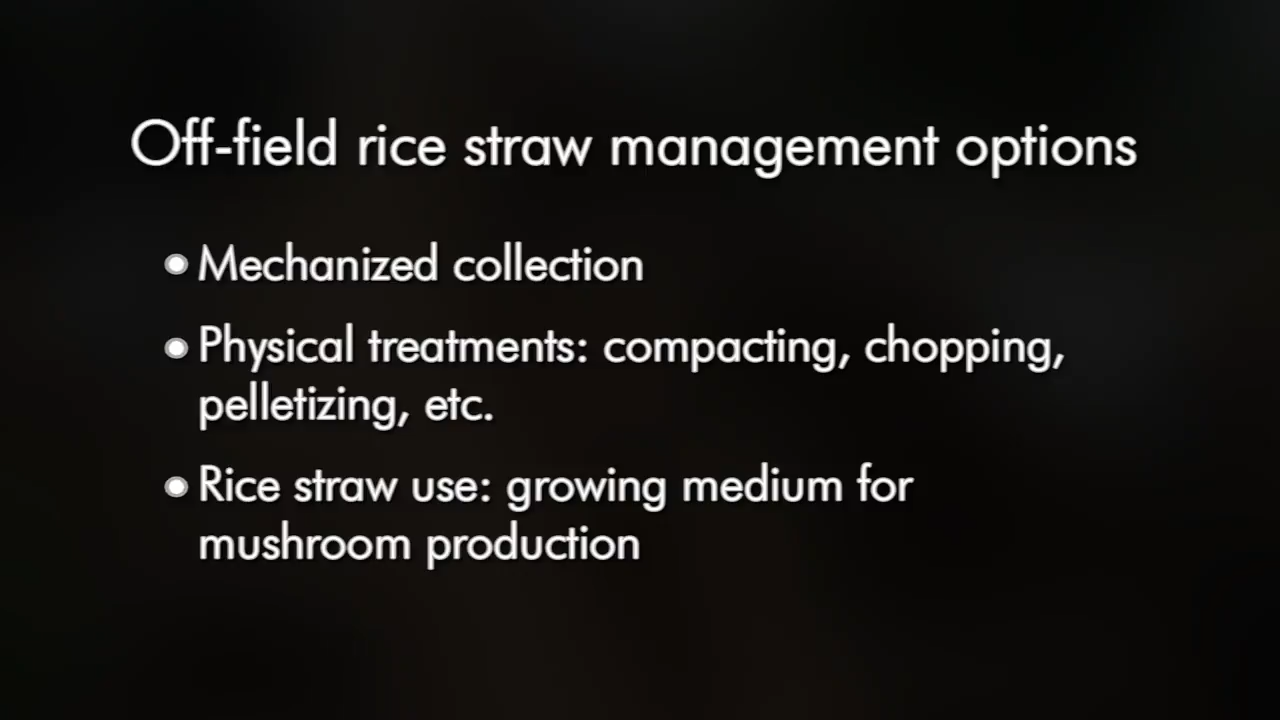 Off-field rice straw management options
• Mechanized collection
• Physical treatments: compacting, chopping,
pelletizing, etc.
• Rice straw use: growing medium for
mushroom production